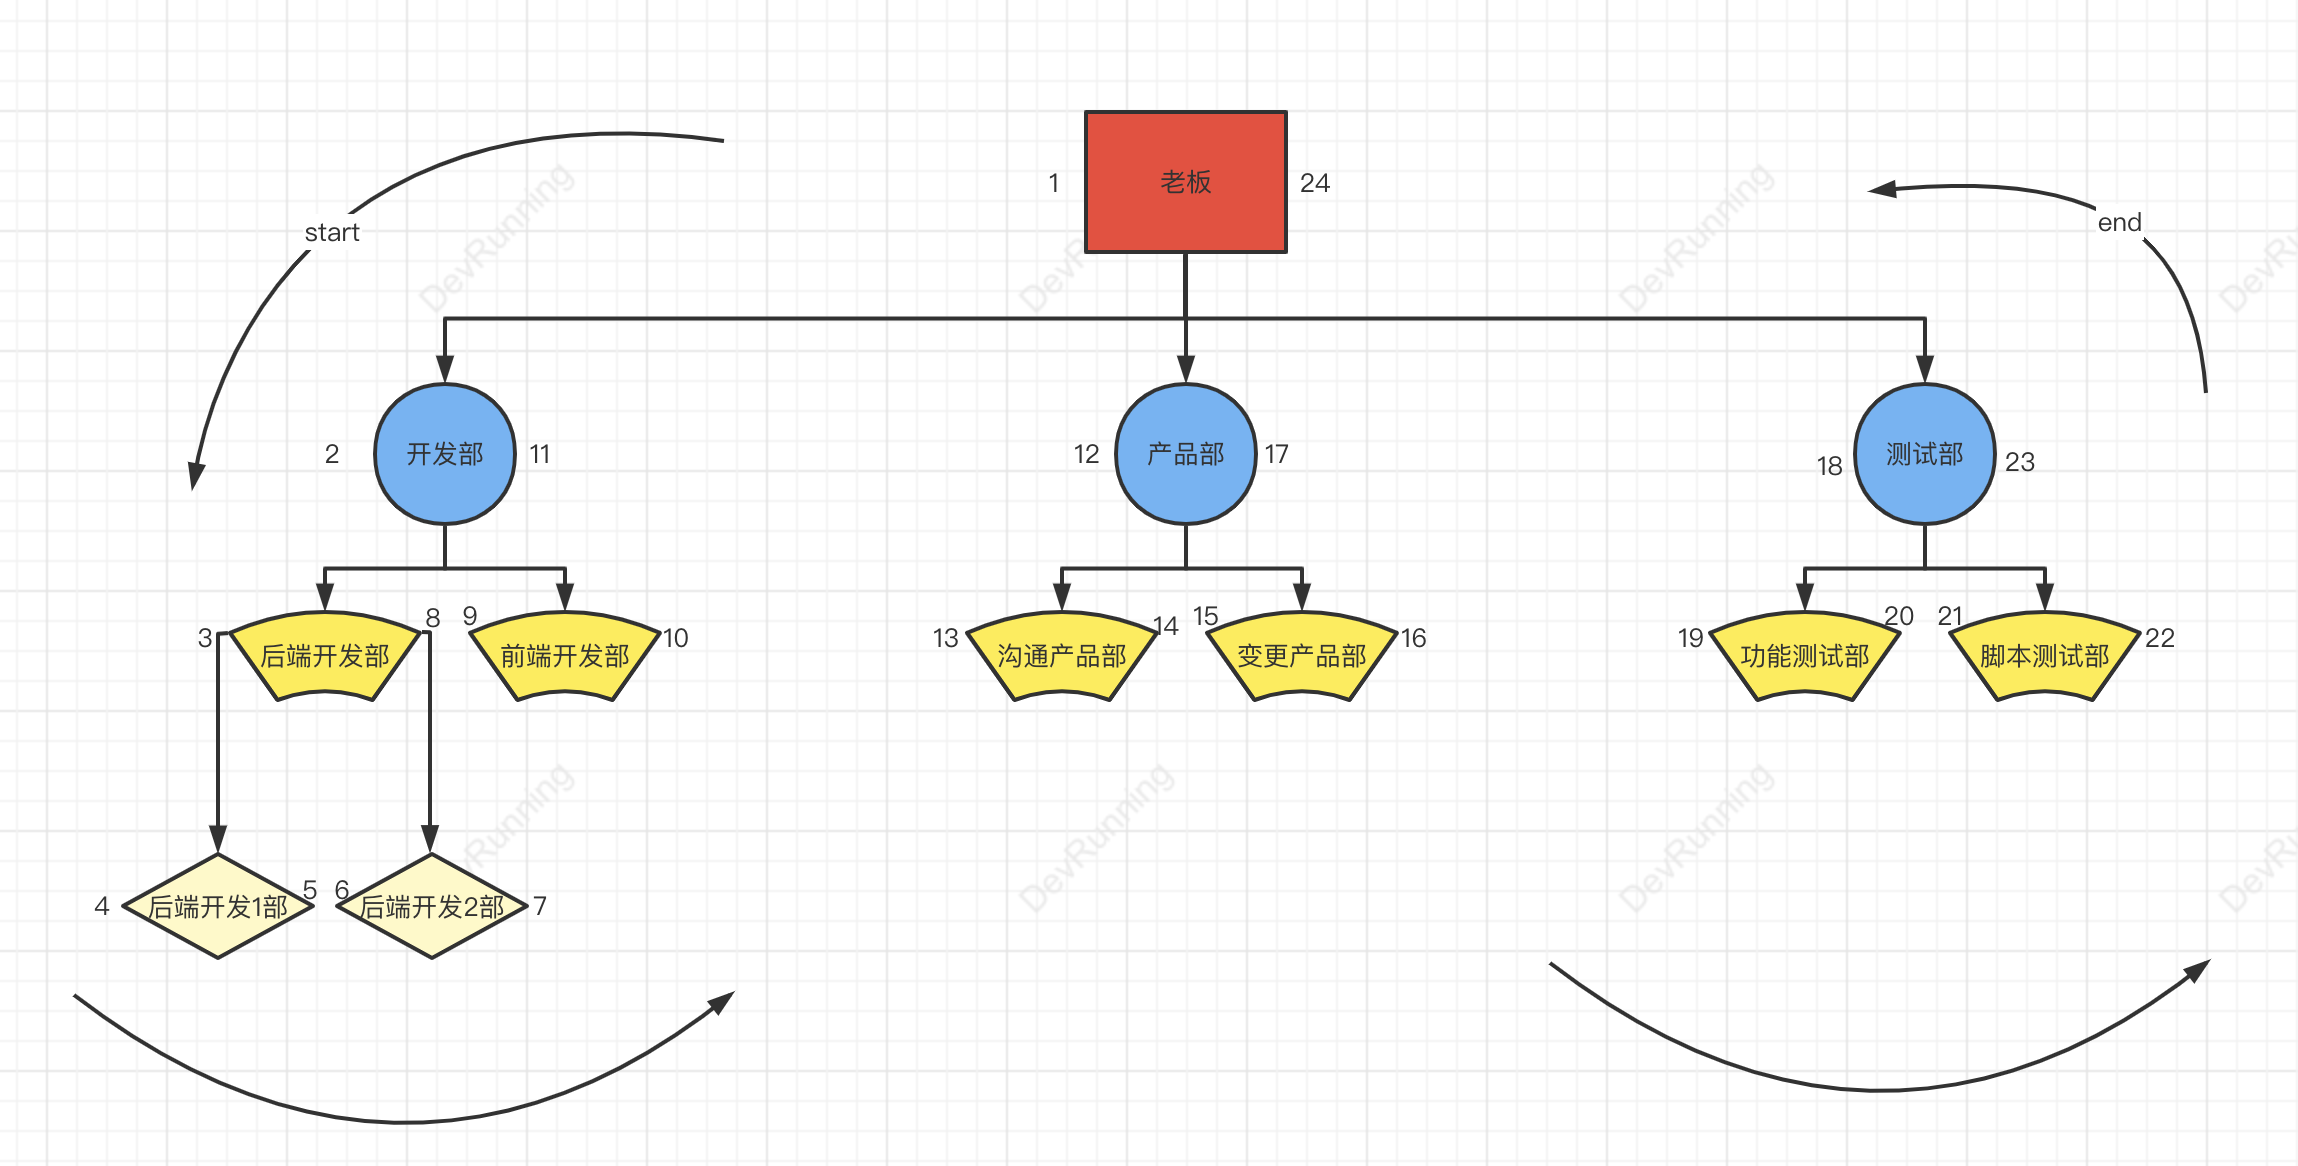 老板
1
24
start
end
开发部
2
11
产品部
12
17
测试部
18
23
后端开发部
3
8
前端开发部
9
10
沟通产品部
13
14
变更产品部
15
16
功能测试部
19
20
脚本测试部
21
22
后端开发1部
4
5
后端开发2部
6
7
DevRunning
DevRunning
DevRunning
DevRunning
DevRunning
DevRunning
DevRunning
DevRunning